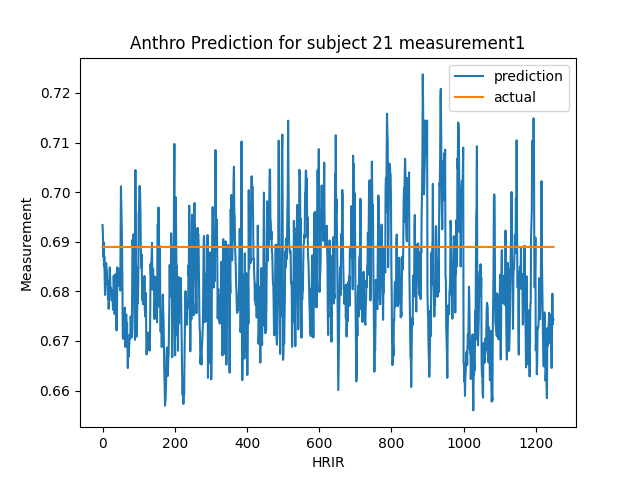 Anthro Prediction for subject 21 measurement1
prediction
actual
0.72
0.71
0.70
0.69
0.68
0.67
0.66
Measurement
0
200
400
600
800
1000
1200
HRIR